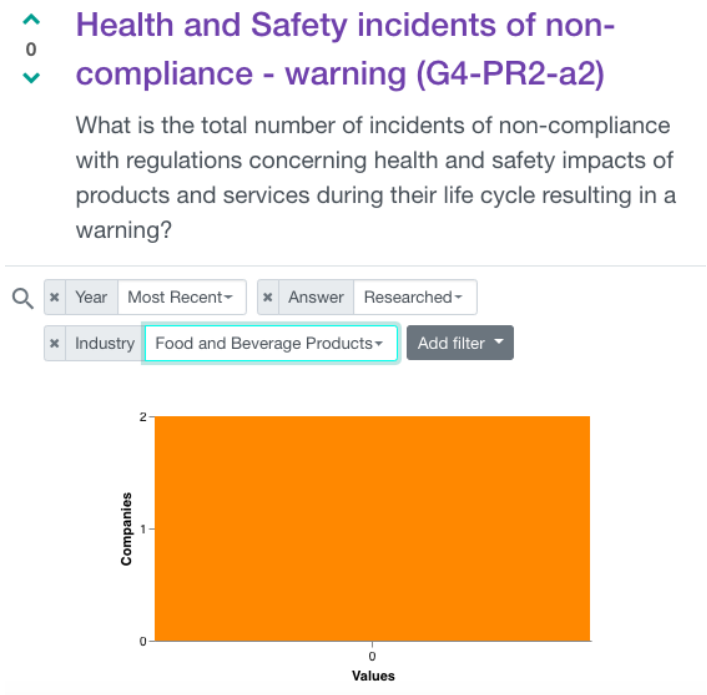 Health and Safety incidents of non-
0
compliance - warning (G4-PR2-a2)
What is the total number of incidents of non-compliance
with regulations concerning health and safety impacts of
products and services during their life cycle resulting in a
warning?
× Year Most Recent × Answer Researched
× Industry Food and Beverage Products Add filter
2
1
0
Companies
0
Values